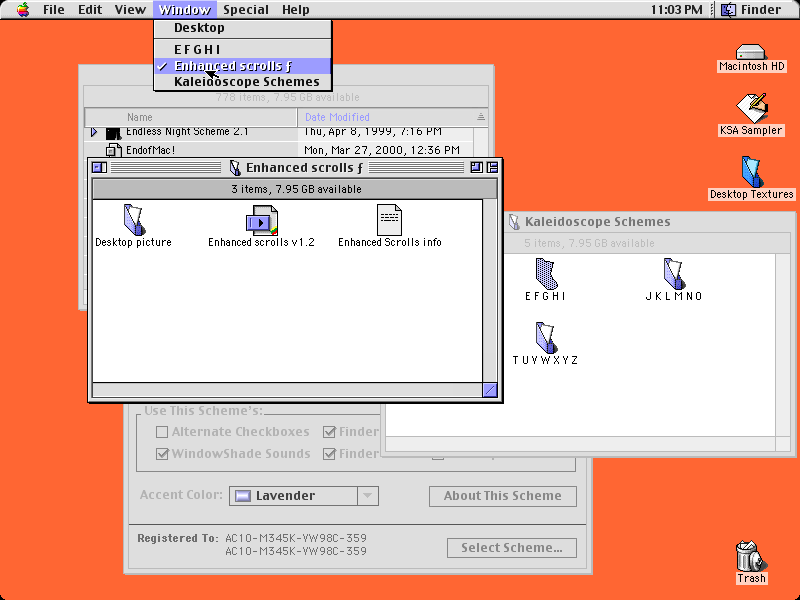 File Edit View Window Special Help 11:03 PM Finder
Desktop
E F G H I
✓ Enhanced scrolls ƒ
Kaleidoscope Schemes
Macintosh HD
KSA Sampler
Desktop Textures
778 items, 7.95 GB available
Name Date Modified
Endless Night Scheme 2.1 Thu, Apr 8, 1999, 7:16 PM
EndofMac! Mon, Mar 27, 2000, 12:36 PM
Enhanced scrolls ƒ
3 items, 7.95 GB available
Desktop picture Enhanced scrolls v1.2 Enhanced Scrolls info
Kaleidoscope Schemes
5 items, 7.95 GB available
E F G H I J K L M N O
T U V W X Y Z
Use This Scheme's:
Alternate Checkboxes Finder
WindowShade Sounds Finder
Accent Color: Lavender About This Scheme
Registered To: AC10-M345K-YW98C-359
AC10-M345K-YW98C-359
Select Scheme...
Trash